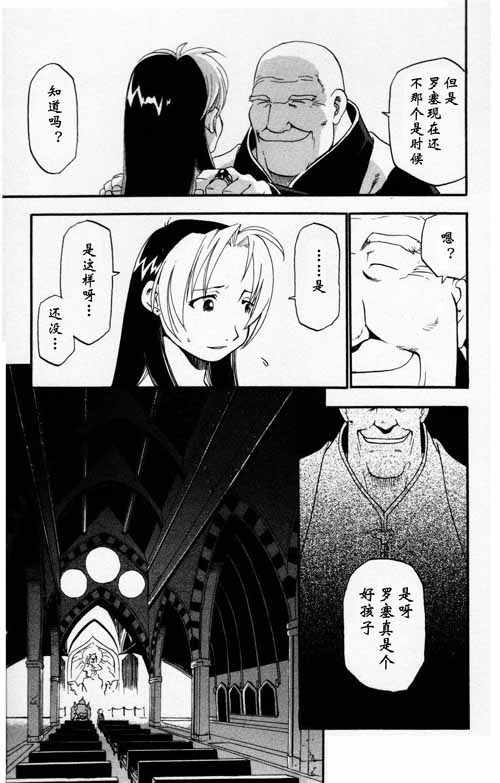 但是
罗塞现在还
不那个是时候
知道吗？
嗯？
……是
是这样呀…
还没…
是呀
罗塞真是个
好孩子